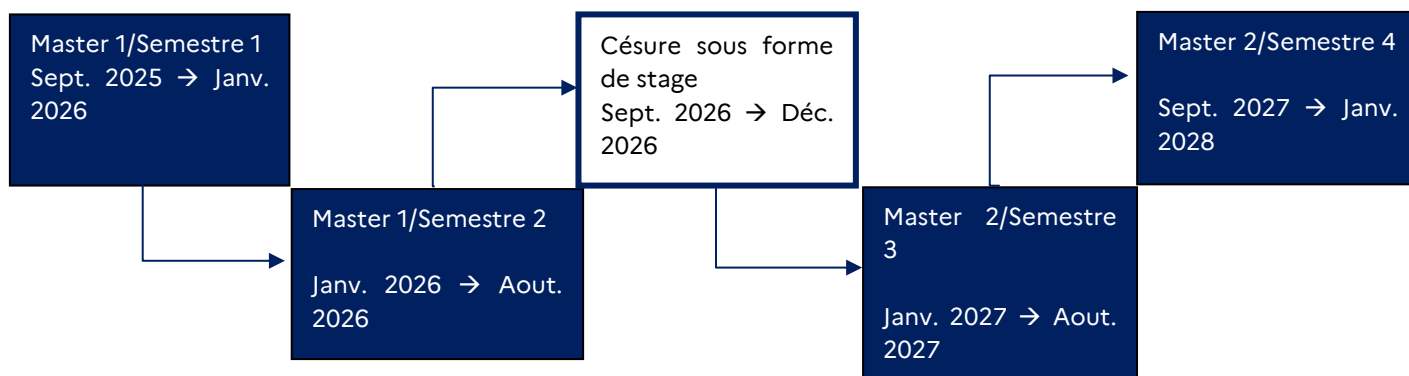 Master 1/Semestre 1
Sept. 2025 → Janv.
2026
Master 1/Semestre 2
Janv. 2026 → Aout.
2026
Césure sous forme
de stage
Sept. 2026 → Déc.
2026
Master 2/Semestre
3
Janv. 2027 → Aout.
2027
Master 2/Semestre 4
Sept. 2027 → Janv.
2028